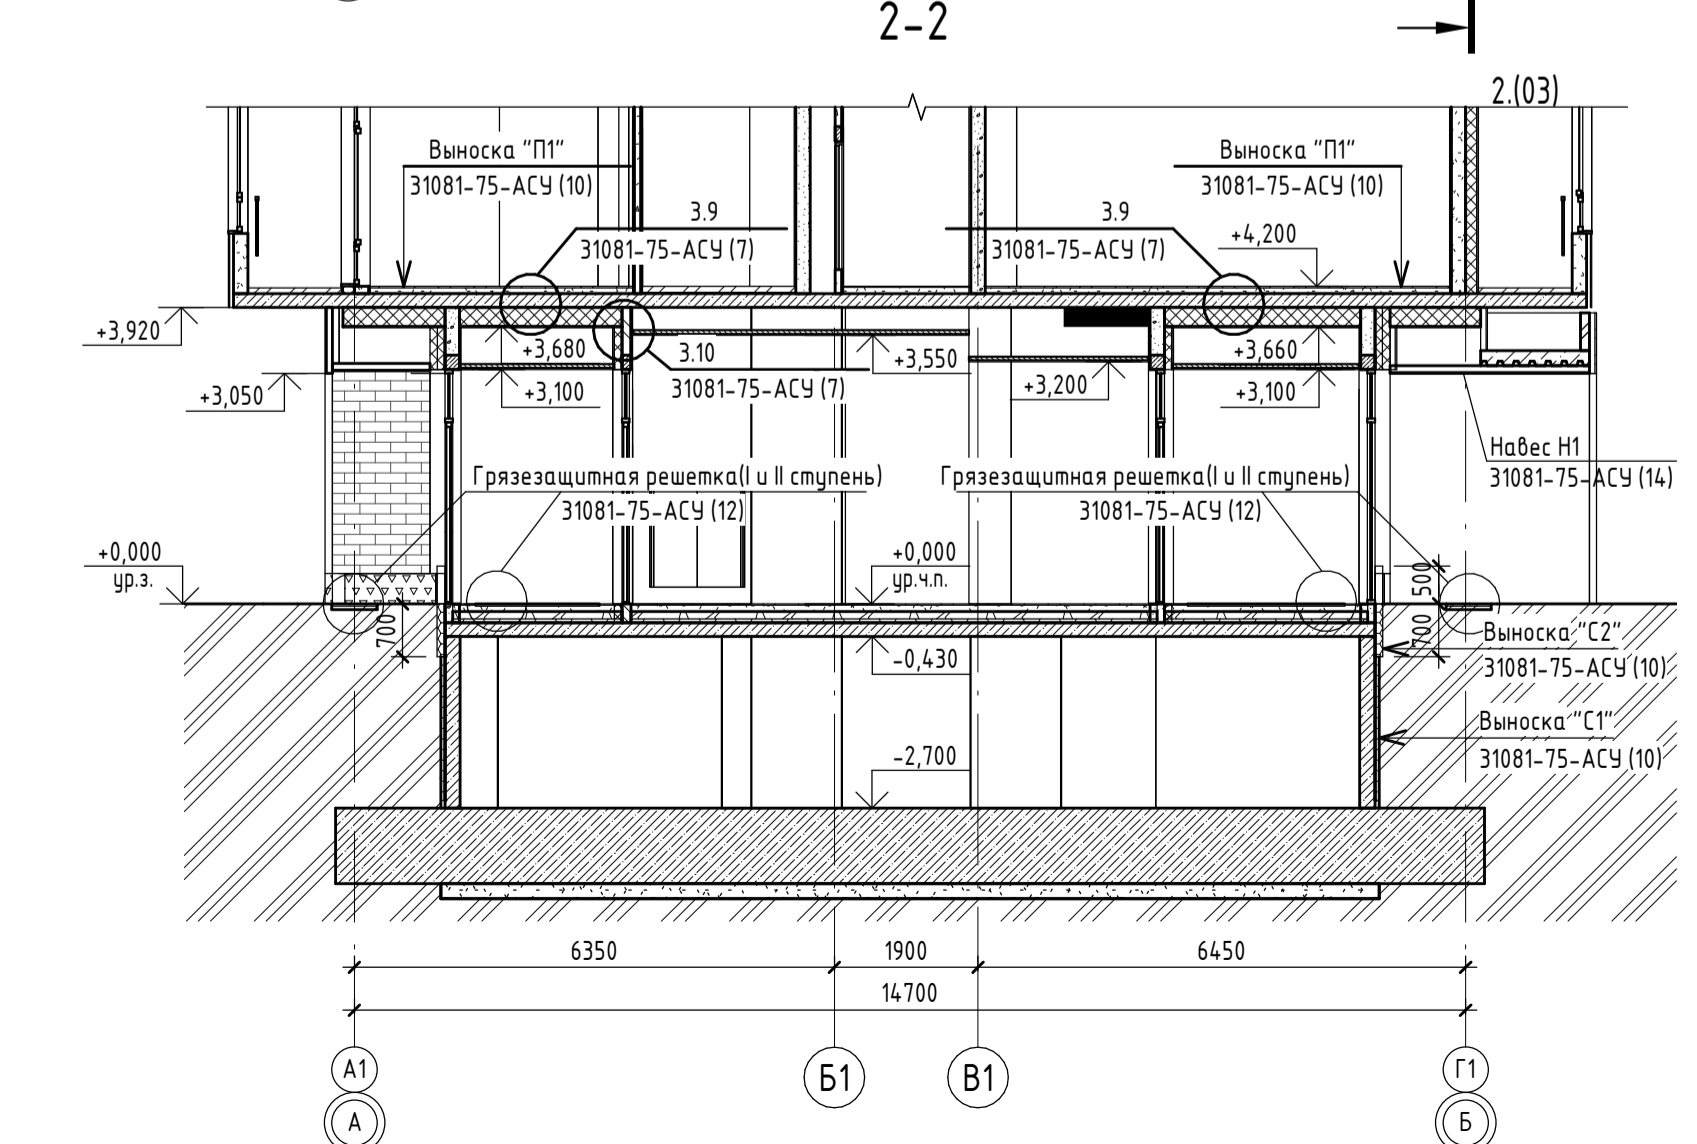 2-2
2.(03)
Выноска "П1"
31081-75-АСУ (10)
Выноска "П1"
31081-75-АСУ (10)
3.9
31081-75-АСУ (7)
3.9
31081-75-АСУ (7)
+4,200
+3,920
+3,680
3.10
31081-75-АСУ (7)
+3,550
+3,660
+3,050
+3,100
+3,200
+3,100
Навес Н1
31081-75-АСУ (14)
Грязезащитная решетка(I и II ступень)
31081-75-АСУ (12)
Грязезащитная решетка(I и II ступень)
31081-75-АСУ (12)
+0,000
ур.з.
+0,000
ур.ч.п.
500
700
700
Выноска "С2"
31081-75-АСУ (10)
-0,430
Выноска "С1"
31081-75-АСУ (10)
-2,700
6350
1900
6450
14700
А1
Б1
В1
Г1
А
Б